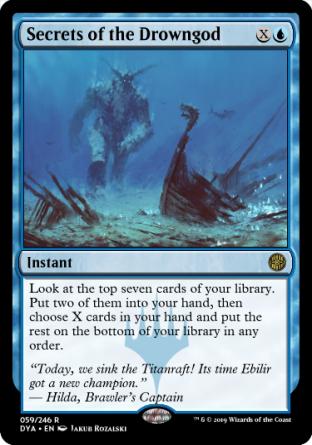 Secrets of the Drowngod X
Instant
Look at the top seven cards of your library.
Put two of them into your hand, then
choose X cards in your hand and put the
rest on the bottom of your library in any
order.
“Today, we sink the Titanraft! Its time Ebilir
got a new champion.”
— Hilda, Brawler's Captain
059/246 R
DYA • EN JAKUB ROZALSKI
™ & © 2019 Wizards of the Coast